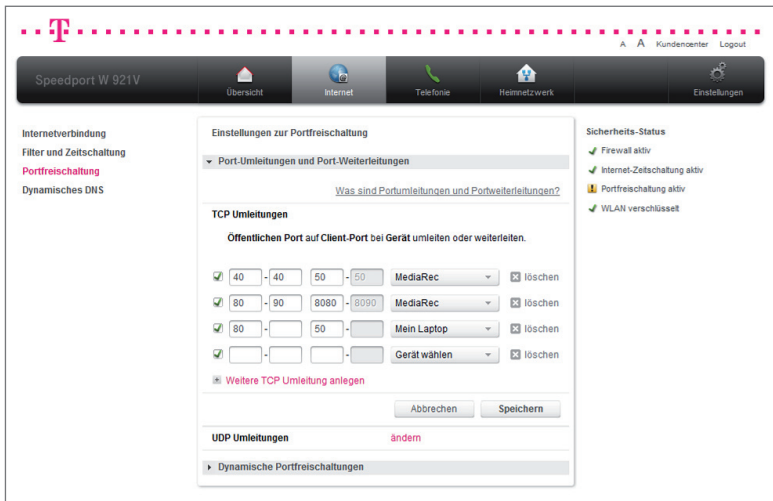 T
A A Kundencenter Logout
Speedport W 921V
Übersicht
Internet
Telefonie
Heimnetzwerk
Einstellungen
Internetverbindung
Filter und Zeitschaltung
Portfreischaltung
Dynamisches DNS
Einstellungen zur Portfreischaltung
Port-Umleitungen und Port-Weiterleitungen
Was sind Portumleitungen und Portweiterleitungen?
TCP Umleitungen
Öffentlichen Port auf Client-Port bei Gerät umleiten oder weiterleiten.
40 - 40 50 - 50 MediaRec löschen
80 - 90 8080 - 8090 MediaRec löschen
80 - 50 - Mein Laptop löschen
- - Gerät wählen löschen
Weitere TCP Umleitung anlegen
Abbrechen Speichern
UDP Umleitungen ändern
Dynamische Portfreischaltungen
Sicherheits-Status
Firewall aktiv
Internet-Zeitschaltung aktiv
Portfreischaltung aktiv
WLAN verschlüsselt